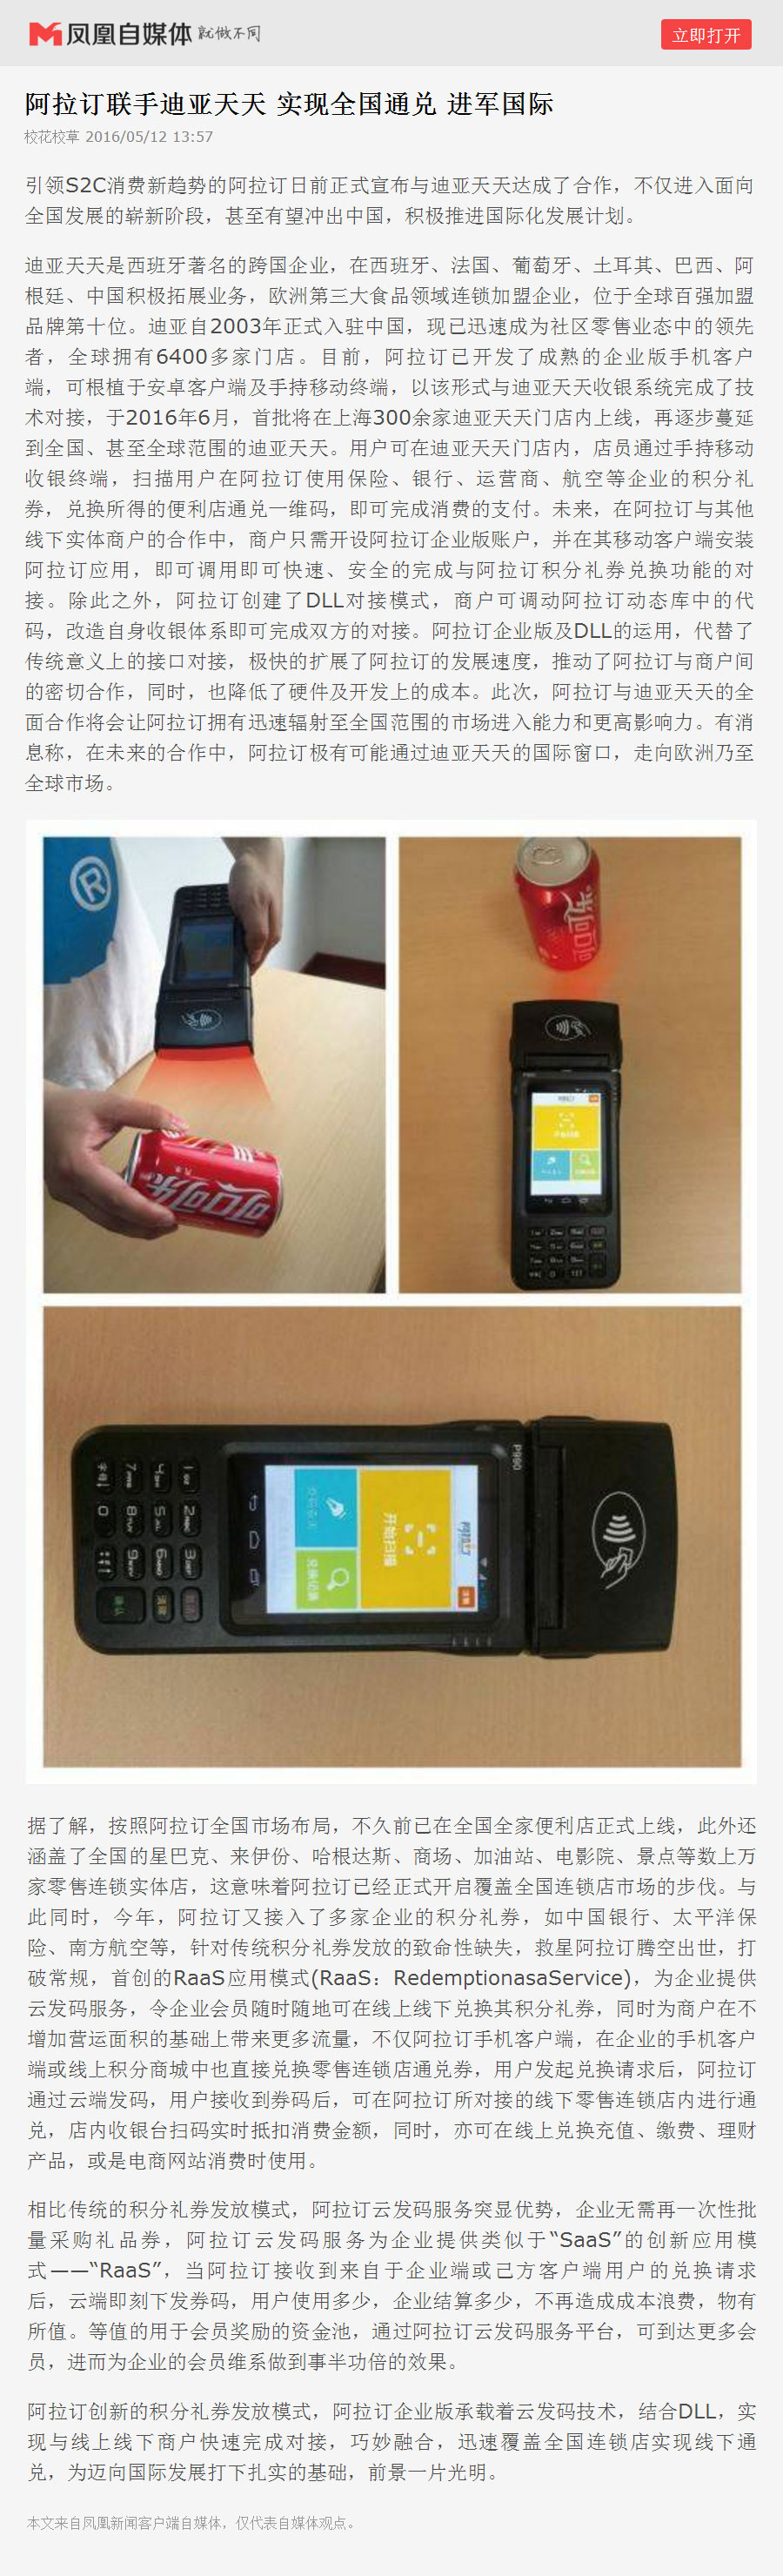 凤凰自媒体 就做不同
立即打开
阿拉订联手迪亚天天 实现全国通兑 进军国际
校花校草 2016/05/12 13:57
引领S2C消费新趋势的阿拉订日前正式宣布与迪亚天天达成了合作，不仅进入面向
全国发展的崭新阶段，甚至有望冲出中国，积极推进国际化发展计划。
迪亚天天是西班牙著名的跨国企业，在西班牙、法国、葡萄牙、土耳其、巴西、阿
根廷、中国积极拓展业务，欧洲第三大食品领域连锁加盟企业，位于全球百强加盟
品牌第十位。迪亚自2003年正式入驻中国，现已迅速成为社区零售业态中的领先
者，全球拥有6400多家门店。目前，阿拉订已开发了成熟的企业版手机客户
端，可根植于安卓客户端及手持移动终端，以该形式与迪亚天天收银系统完成了技
术对接，于2016年6月，首批将在上海300余家迪亚天天门店内上线，再逐步蔓延
到全国、甚至全球范围的迪亚天天。用户可在迪亚天天门店内，店员通过手持移动
收银终端，扫描用户在阿拉订使用保险、银行、运营商、航空等企业的积分礼
券，兑换所得的便利店通兑一维码，即可完成消费的支付。未来，在阿拉订与其他
线下实体商户的合作中，商户只需开设阿拉订企业版账户，并在其移动客户端安装
阿拉订应用，即可调用即可快速、安全的完成与阿拉订积分礼券兑换功能的对
接。除此之外，阿拉订创建了DLL对接模式，商户可调动阿拉订动态库中的代
码，改造自身收银体系即可完成双方的对接。阿拉订企业版及DLL的运用，代替了
传统意义上的接口对接，极快的扩展了阿拉订的发展速度，推动了阿拉订与商户间
的密切合作，同时，也降低了硬件及开发上的成本。此次，阿拉订与迪亚天天的全
面合作将会让阿拉订拥有迅速辐射至全国范围的市场进入能力和更高影响力。有消
息称，在未来的合作中，阿拉订极有可能通过迪亚天天的国际窗口，走向欧洲乃至
全球市场。
®
可口可乐
P990
阿拉订
开始扫描
兑换记录
据了解，按照阿拉订全国市场布局，不久前已在全国全家便利店正式上线，此外还
涵盖了全国的星巴克、来伊份、哈根达斯、商场、加油站、电影院、景点等数上万
家零售连锁实体店，这意味着阿拉订已经正式开启覆盖全国连锁店市场的步伐。与
此同时，今年，阿拉订又接入了多家企业的积分礼券，如中国银行、太平洋保
险、南方航空等，针对传统积分礼券发放的致命性缺失，救星阿拉订腾空出世，打
破常规，首创的RaaS应用模式(RaaS：RedemptionasaService)，为企业提供
云发码服务，令企业会员随时随地可在线上线下兑换其积分礼券，同时为商户在不
增加营运面积的基础上带来更多流量，不仅阿拉订手机客户端，在企业的手机客户
端或线上积分商城中也直接兑换零售连锁店通兑券，用户发起兑换请求后，阿拉订
通过云端发码，用户接收到券码后，可在阿拉订所对接的线下零售连锁店内进行通
兑，店内收银台扫码实时抵扣消费金额，同时，亦可在线上兑换充值、缴费、理财
产品，或是电商网站消费时使用。
相比传统的积分礼券发放模式，阿拉订云发码服务突显优势，企业无需再一次性批
量采购礼品券，阿拉订云发码服务为企业提供类似于“SaaS”的创新应用模
式——“RaaS”，当阿拉订接收到来自于企业端或己方客户端用户的兑换请求
后，云端即刻下发券码，用户使用多少，企业结算多少，不再造成成本浪费，物有
所值。等值的用于会员奖励的资金池，通过阿拉订云发码服务平台，可到达更多会
员，进而为企业的会员维系做到事半功倍的效果。
阿拉订创新的积分礼券发放模式，阿拉订企业版承载着云发码技术，结合DLL，实
现与线上线下商户快速完成对接，巧妙融合，迅速覆盖全国连锁店实现线下通
兑，为迈向国际发展打下扎实的基础，前景一片光明。
本文来自凤凰新闻客户端自媒体，仅代表自媒体观点。